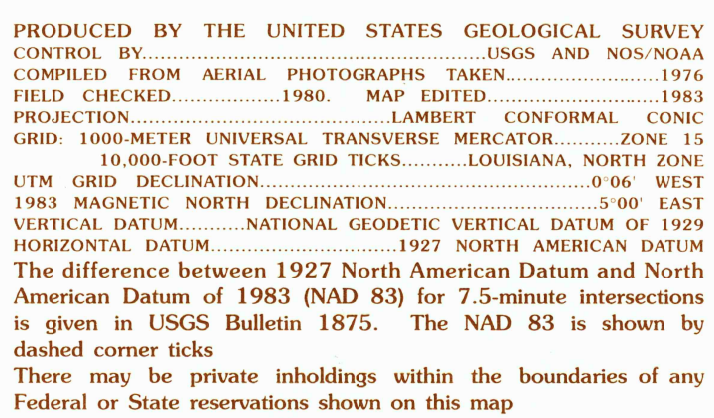 PRODUCED BY THE UNITED STATES GEOLOGICAL SURVEY
CONTROL BY..................................................USGS AND NOS/NOAA
COMPILED FROM AERIAL PHOTOGRAPHS TAKEN.......................1976
FIELD CHECKED.................1980. MAP EDITED.........................1983
PROJECTION......................................LAMBERT CONFORMAL CONIC
GRID: 1000-METER UNIVERSAL TRANSVERSE MERCATOR...........ZONE 15
10,000-FOOT STATE GRID TICKS..........LOUISIANA, NORTH ZONE
UTM GRID DECLINATION.................................................0°06' WEST
1983 MAGNETIC NORTH DECLINATION...............................5°00' EAST
VERTICAL DATUM..........NATIONAL GEODETIC VERTICAL DATUM OF 1929
HORIZONTAL DATUM............................1927 NORTH AMERICAN DATUM
The difference between 1927 North American Datum and North
American Datum of 1983 (NAD 83) for 7.5-minute intersections
is given in USGS Bulletin 1875. The NAD 83 is shown by
dashed corner ticks
There may be private inholdings within the boundaries of any
Federal or State reservations shown on this map